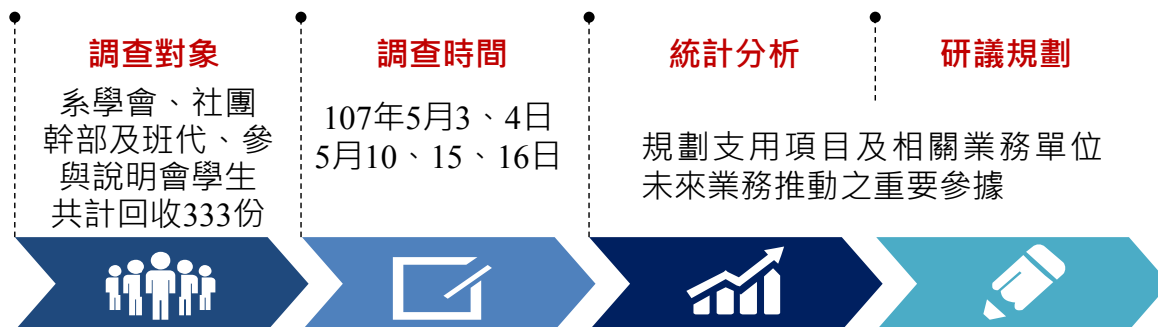 調查對象
系學會、社團
幹部及班代、參
與說明會學生
共計回收333份
調查時間
107年5月3、4日
5月10、15、16日
統計分析
研議規劃
規劃支用項目及相關業務單位
未來業務推動之重要參據